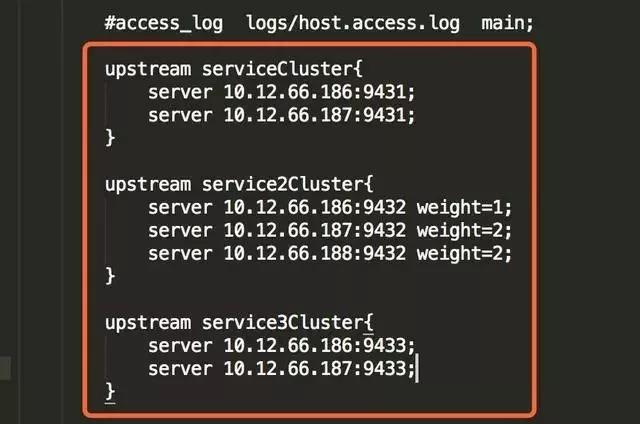 #access_log  logs/host.access.log  main;
upstream serviceCluster{
    server 10.12.66.186:9431;
    server 10.12.66.187:9431;
}
upstream service2Cluster{
    server 10.12.66.186:9432 weight=1;
    server 10.12.66.187:9432 weight=2;
    server 10.12.66.188:9432 weight=2;
}
upstream service3Cluster{
    server 10.12.66.186:9433;
    server 10.12.66.187:9433;
}